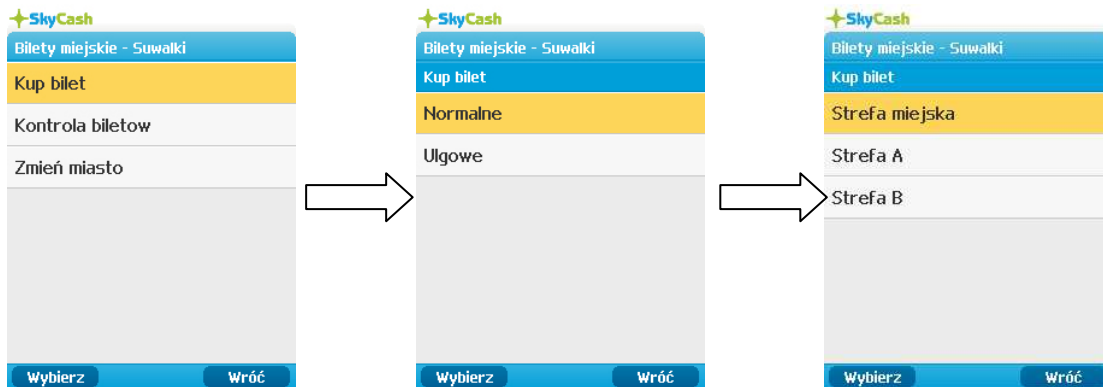 SkyCash
Bilety miejskie - Suwalki
Kup bilet
Kontrola biletow
Zmień miasto
Wybierz Wróć
SkyCash
Bilety miejskie - Suwalki
Kup bilet
Normalne
Ulgowe
Wybierz Wróć
SkyCash
Bilety miejskie - Suwalki
Kup bilet
Strefa miejska
Strefa A
Strefa B
Wybierz Wróć